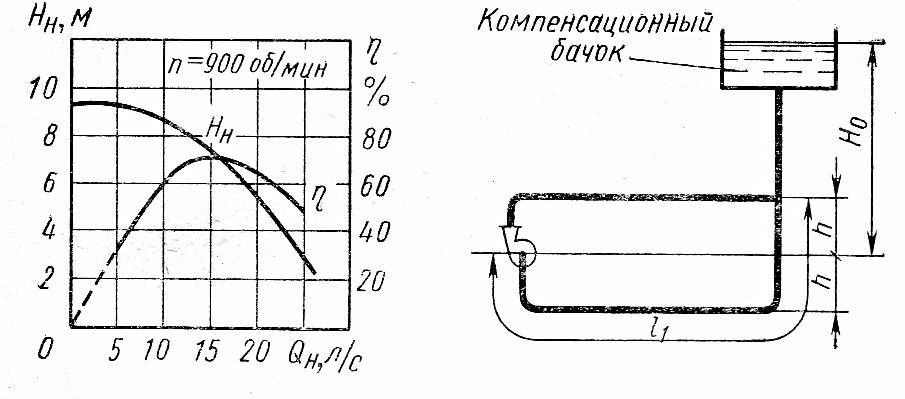 Hн, м
n = 900 об/мин
η
%
10
8
6
4
2
0
80
60
40
20
Hн
η
5 10 15 20 Qн, л/с
Компенсационный
бачок
H₀
h
h
l₁